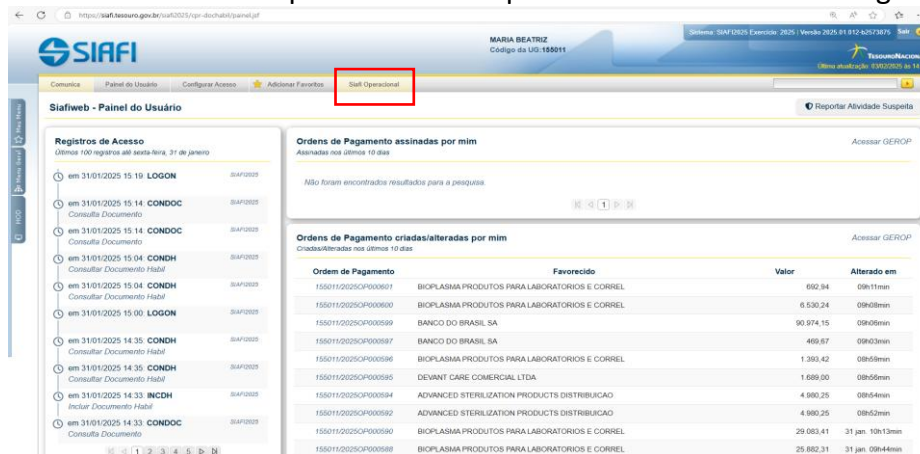 https://siafi.tesouro.gov.br/siafi2025/cpr-dochabil/painel.jsf
SIAFI
MARIA BEATRIZ
Código da UG:155011
Sistema: SIAFI2025 Exercício: 2025 | Versão 2025.01.012-b2573875 Sair
TESOURONACION
Última atualização: 03/02/2025 às 14
Comunica Painel do Usuário Configurar Acesso Adicionar Favoritos Siafi Operacional
Meu Menu
Menu Geral
HOD
Siafiweb - Painel do Usuário
Reportar Atividade Suspeita
Registros de Acesso
Últimos 100 registros até sexta-feira, 31 de janeiro
em 31/01/2025 15:19: LOGON SIAFI2025
em 31/01/2025 15:14: CONDOC SIAFI2025
Consulta Documento
em 31/01/2025 15:14: CONDOC SIAFI2025
Consulta Documento
em 31/01/2025 15:04: CONDH SIAFI2025
Consultar Documento Habil
em 31/01/2025 15:04: CONDH SIAFI2025
Consultar Documento Habil
em 31/01/2025 15:00: LOGON SIAFI2025
em 31/01/2025 14:35: CONDH SIAFI2025
Consultar Documento Habil
em 31/01/2025 14:35: CONDH SIAFI2025
Consultar Documento Habil
em 31/01/2025 14:33: INCDH SIAFI2025
Incluir Documento Habil
em 31/01/2025 14:33: CONDOC SIAFI2025
Consulta Documento
1 2 3 4 5
Ordens de Pagamento assinadas por mim
Acessar GEROP
Assinadas nos últimos 10 dias
Não foram encontrados resultados para a pesquisa.
1
Ordens de Pagamento criadas/alteradas por mim
Acessar GEROP
Criadas/Alteradas nos últimos 10 dias
Ordem de Pagamento Favorecido Valor Alterado em
155011/2025OP000601 BIOPLASMA PRODUTOS PARA LABORATORIOS E CORREL 692,94 09h11min
155011/2025OP000600 BIOPLASMA PRODUTOS PARA LABORATORIOS E CORREL 6.530,24 09h08min
155011/2025OP000599 BANCO DO BRASIL SA 90.974,15 09h06min
155011/2025OP000597 BANCO DO BRASIL SA 469,67 09h03min
155011/2025OP000596 BIOPLASMA PRODUTOS PARA LABORATORIOS E CORREL 1.393,42 08h59min
155011/2025OP000595 DEVANT CARE COMERCIAL LTDA 1.689,00 08h56min
155011/2025OP000594 ADVANCED STERILIZATION PRODUCTS DISTRIBUICAO 4.980,25 08h54min
155011/2025OP000592 ADVANCED STERILIZATION PRODUCTS DISTRIBUICAO 4.980,25 08h52min
155011/2025OP000590 BIOPLASMA PRODUTOS PARA LABORATORIOS E CORREL 29.083,41 31 jan. 10h13min
155011/2025OP000588 BIOPLASMA PRODUTOS PARA LABORATORIOS E CORREL 25.882,31 31 jan. 09h44min